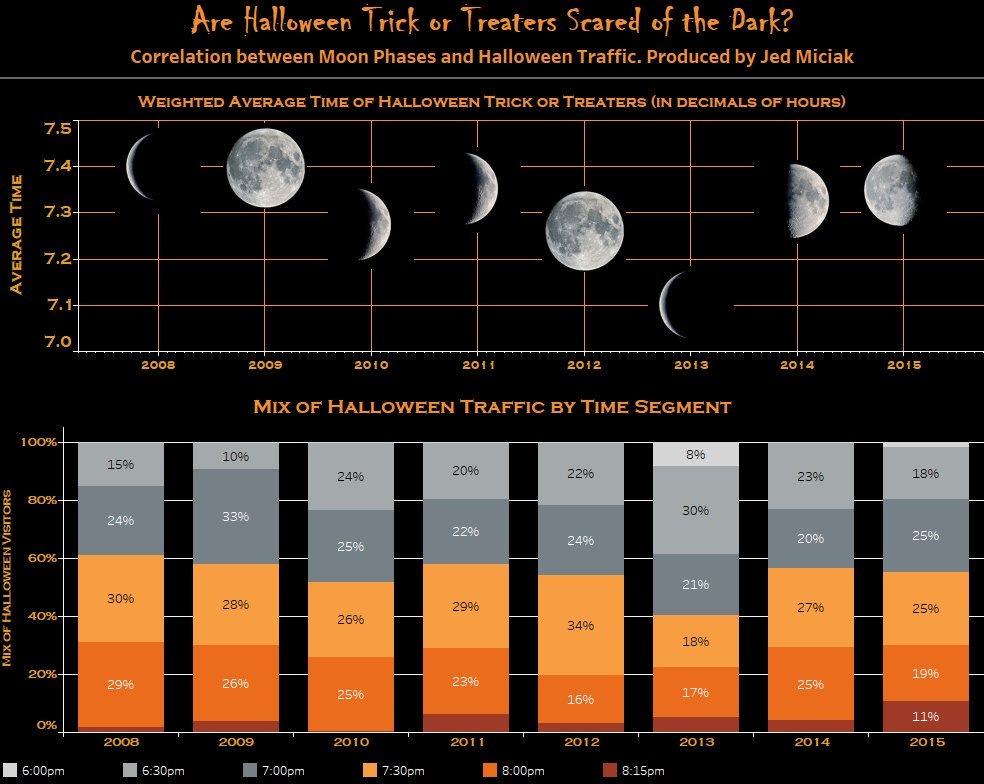 Are Halloween Trick or Treaters Scared of the Dark?
Correlation between Moon Phases and Halloween Traffic. Produced by Jed Miciak
Weighted Average Time of Halloween Trick or Treaters (in decimals of hours)
Average Time
7.5
7.4
7.3
7.2
7.1
7.0
2008 2009 2010 2011 2012 2013 2014 2015
Mix of Halloween Traffic by Time Segment
Mix of Halloween Visitors
100%
80%
60%
40%
20%
0%
15% 10% 24% 20% 22% 8% 23% 18%
30%
24% 33% 25% 22% 24% 21% 20% 25%
30% 28% 26% 29% 34% 18% 27% 25%
29% 26% 25% 23% 16% 17% 25% 19%
11%
2008 2009 2010 2011 2012 2013 2014 2015
6:00pm 6:30pm 7:00pm 7:30pm 8:00pm 8:15pm